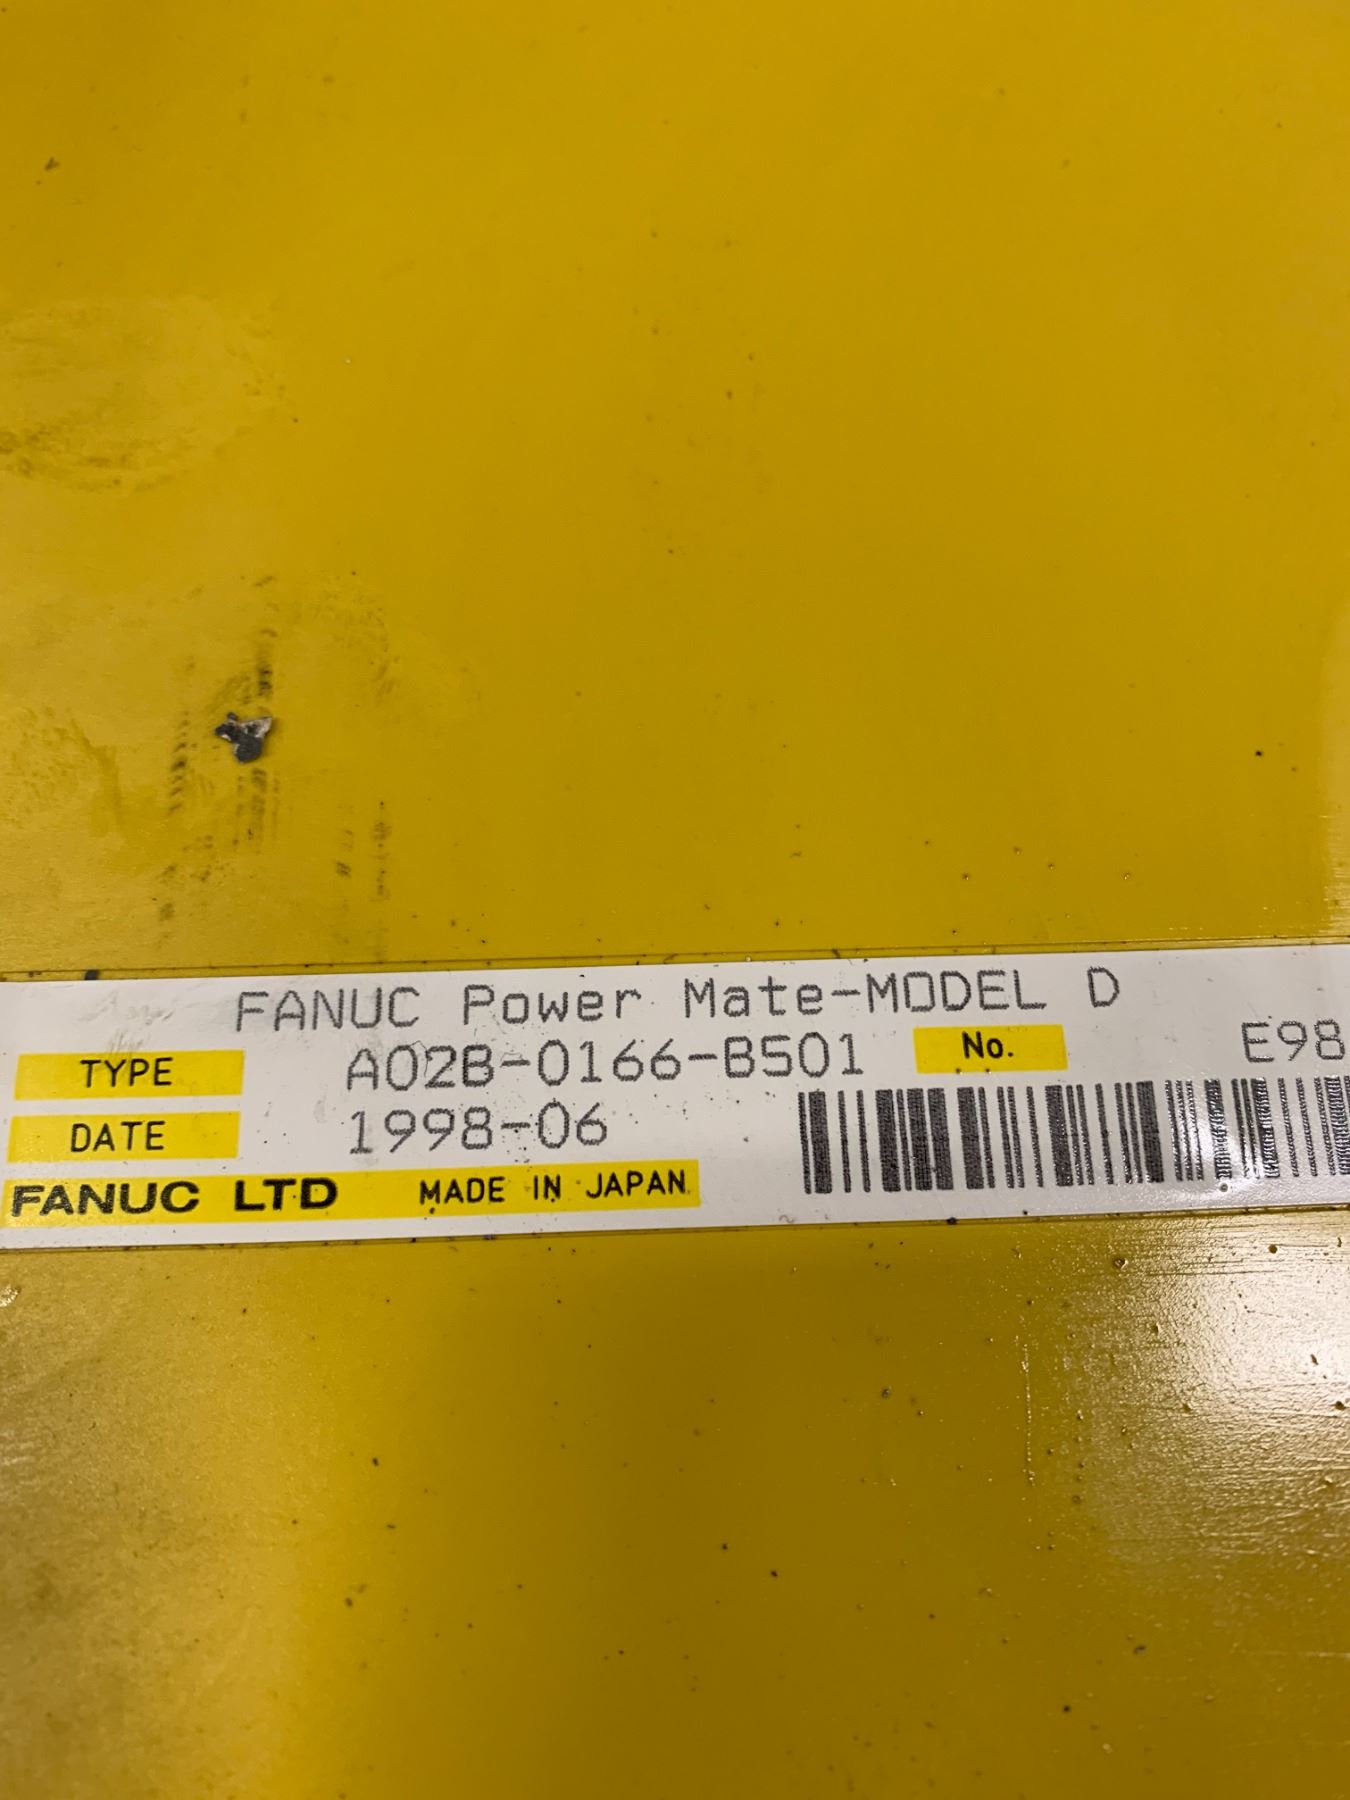 FANUC Power Mate-MODEL D
TYPE A02B-0166-B501 No. E98
DATE 1998-06
FANUC LTD MADE IN JAPAN